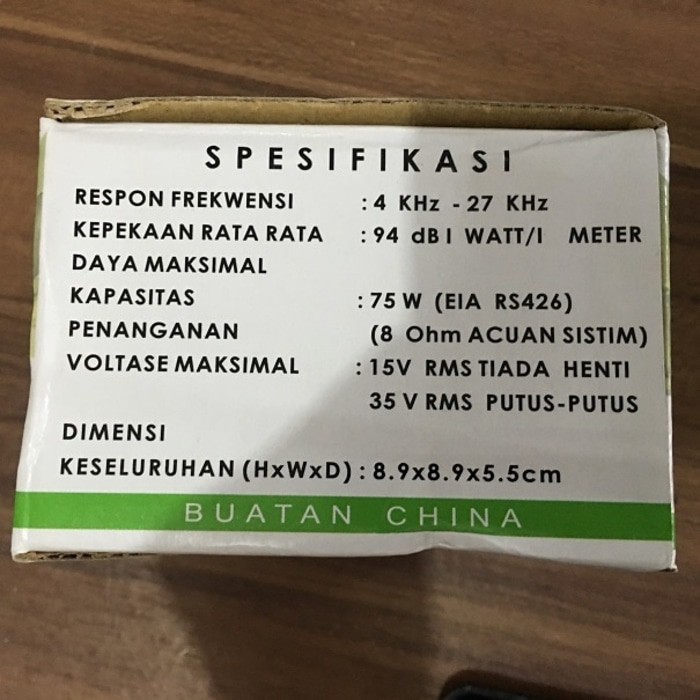 SPESIFIKASI
RESPON FREKWENSI : 4 KHz - 27 KHz
KEPEKAAN RATA RATA : 94 dB I WATT/I METER
DAYA MAKSIMAL
KAPASITAS : 75 W (EIA RS426)
PENANGANAN (8 Ohm ACUAN SISTIM)
VOLTASE MAKSIMAL : 15V RMS TIADA HENTI
35 V RMS PUTUS-PUTUS
DIMENSI
KESELURUHAN (HxWxD) : 8.9x8.9x5.5cm
BUATAN CHINA